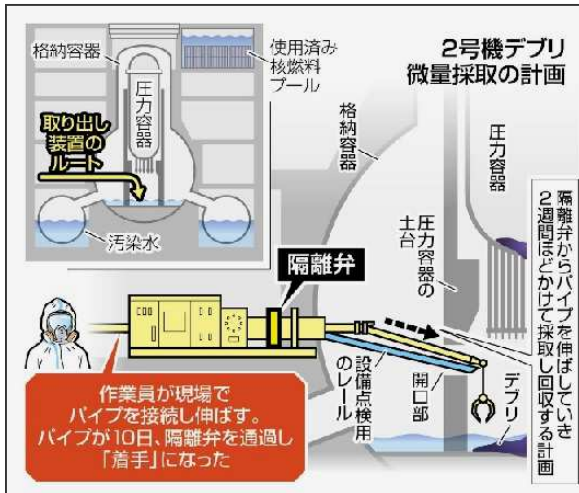 2号機デブリ
微量採取の計画
格納容器
使用済み
核燃料
プール
圧力容器
取り出し
装置の
ルート
汚染水
格納容器
圧力容器
圧力容器の
土台
隔離弁からパイプを伸ばしていき
2週間ほどかけて採取し回収する計画
隔離弁
設備点検用
のレール
開口部
デブリ
作業員が現場で
パイプを接続し伸ばす。
パイプが10日、隔離弁を通過し
「着手」になった